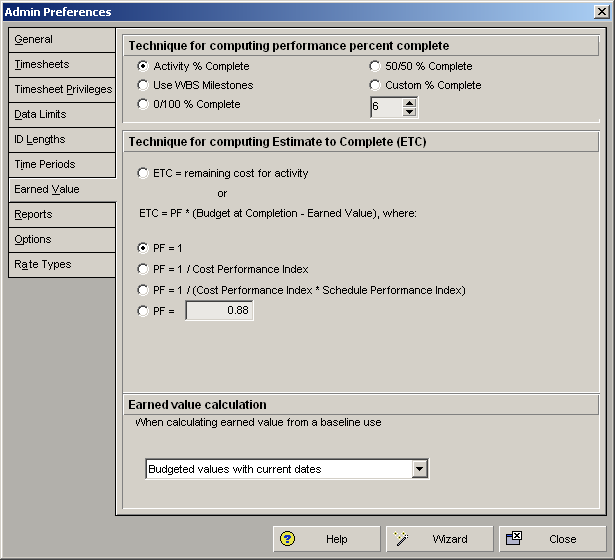 Admin Preferences
General
Timesheets
Timesheet Privileges
Data Limits
ID Lengths
Time Periods
Earned Value
Reports
Options
Rate Types
Technique for computing performance percent complete
Activity % Complete
50/50 % Complete
Use WBS Milestones
Custom % Complete
0/100 % Complete
6
Technique for computing Estimate to Complete (ETC)
ETC = remaining cost for activity
or
ETC = PF * (Budget at Completion - Earned Value), where:
PF = 1
PF = 1 / Cost Performance Index
PF = 1 / (Cost Performance Index * Schedule Performance Index)
PF = 0.88
Earned value calculation
When calculating earned value from a baseline use
Budgeted values with current dates
Help
Wizard
Close